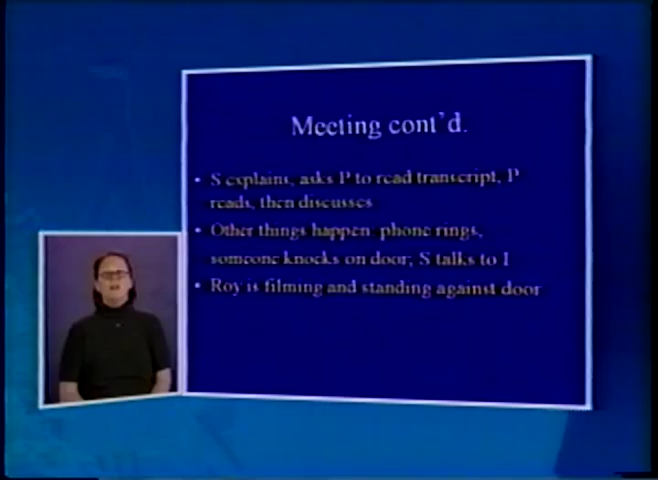 Meeting cont'd.
• S explains, asks P to read transcript, P
reads, then discusses
• Other things happen: phone rings,
someone knocks on door; S talks to I
• Roy is filming and standing against door